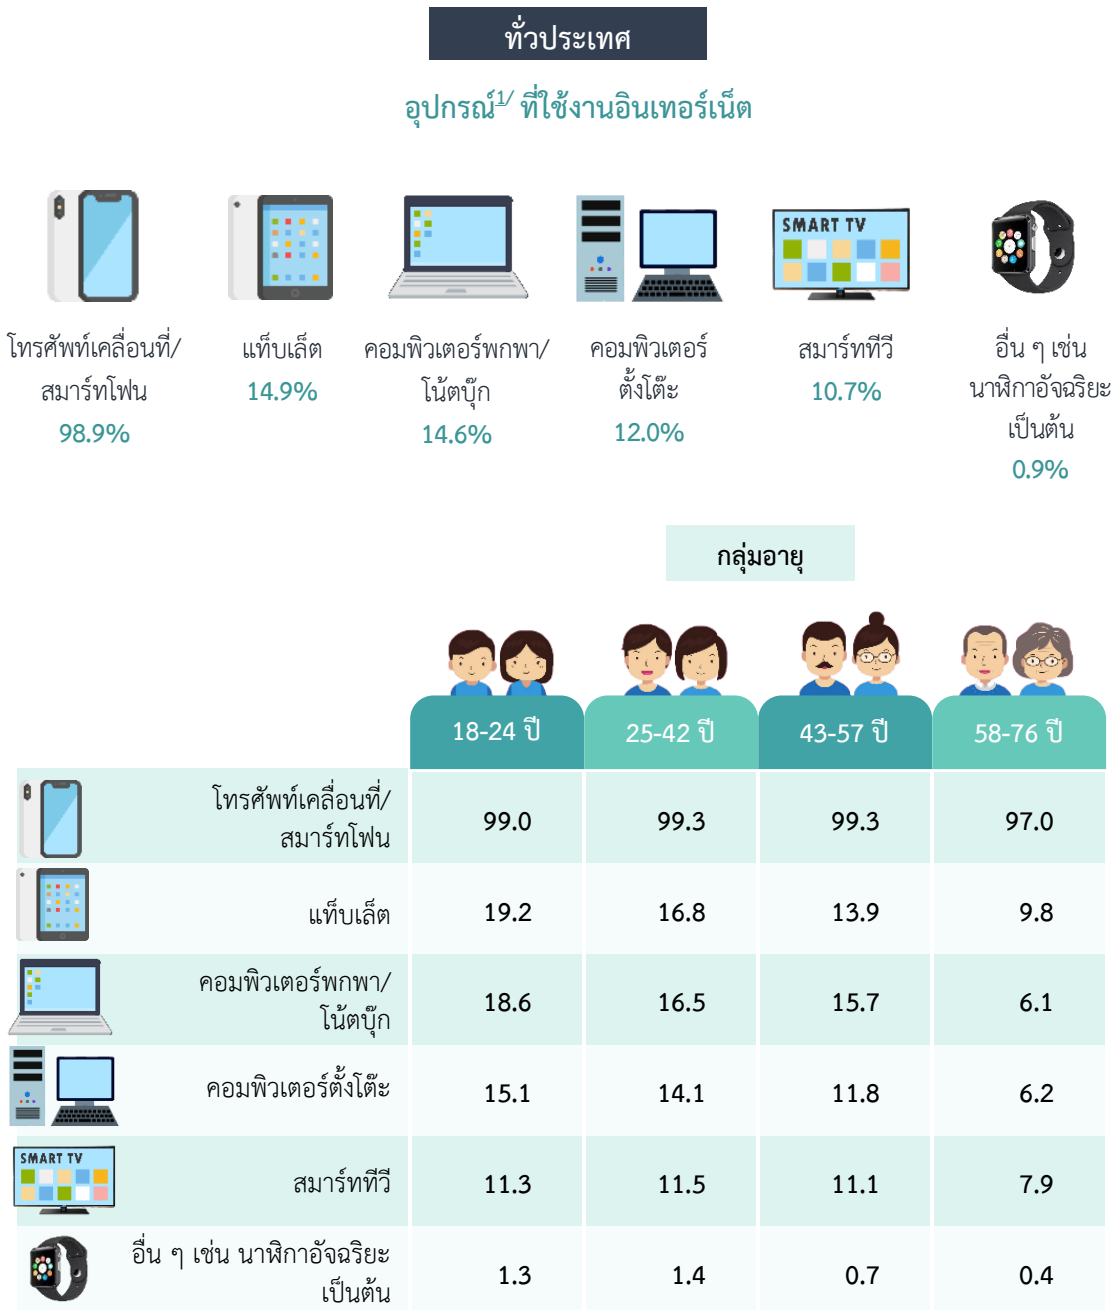 ทั่วประเทศ
อุปกรณ์1/ ที่ใช้งานอินเทอร์เน็ต
SMART TV
โทรศัพท์เคลื่อนที่/
สมาร์ทโฟน
98.9%
แท็บเล็ต
14.9%
คอมพิวเตอร์พกพา/
โน้ตบุ๊ก
14.6%
คอมพิวเตอร์
ตั้งโต๊ะ
12.0%
สมาร์ททีวี
10.7%
อื่น ๆ เช่น
นาฬิกาอัจฉริยะ
เป็นต้น
0.9%
กลุ่มอายุ
18-24 ปี 25-42 ปี 43-57 ปี 58-76 ปี
โทรศัพท์เคลื่อนที่/
สมาร์ทโฟน
99.0 99.3 99.3 97.0
แท็บเล็ต 19.2 16.8 13.9 9.8
คอมพิวเตอร์พกพา/
โน้ตบุ๊ก
18.6 16.5 15.7 6.1
คอมพิวเตอร์ตั้งโต๊ะ 15.1 14.1 11.8 6.2
SMART TV
สมาร์ททีวี 11.3 11.5 11.1 7.9
อื่น ๆ เช่น นาฬิกาอัจฉริยะ
เป็นต้น
1.3 1.4 0.7 0.4